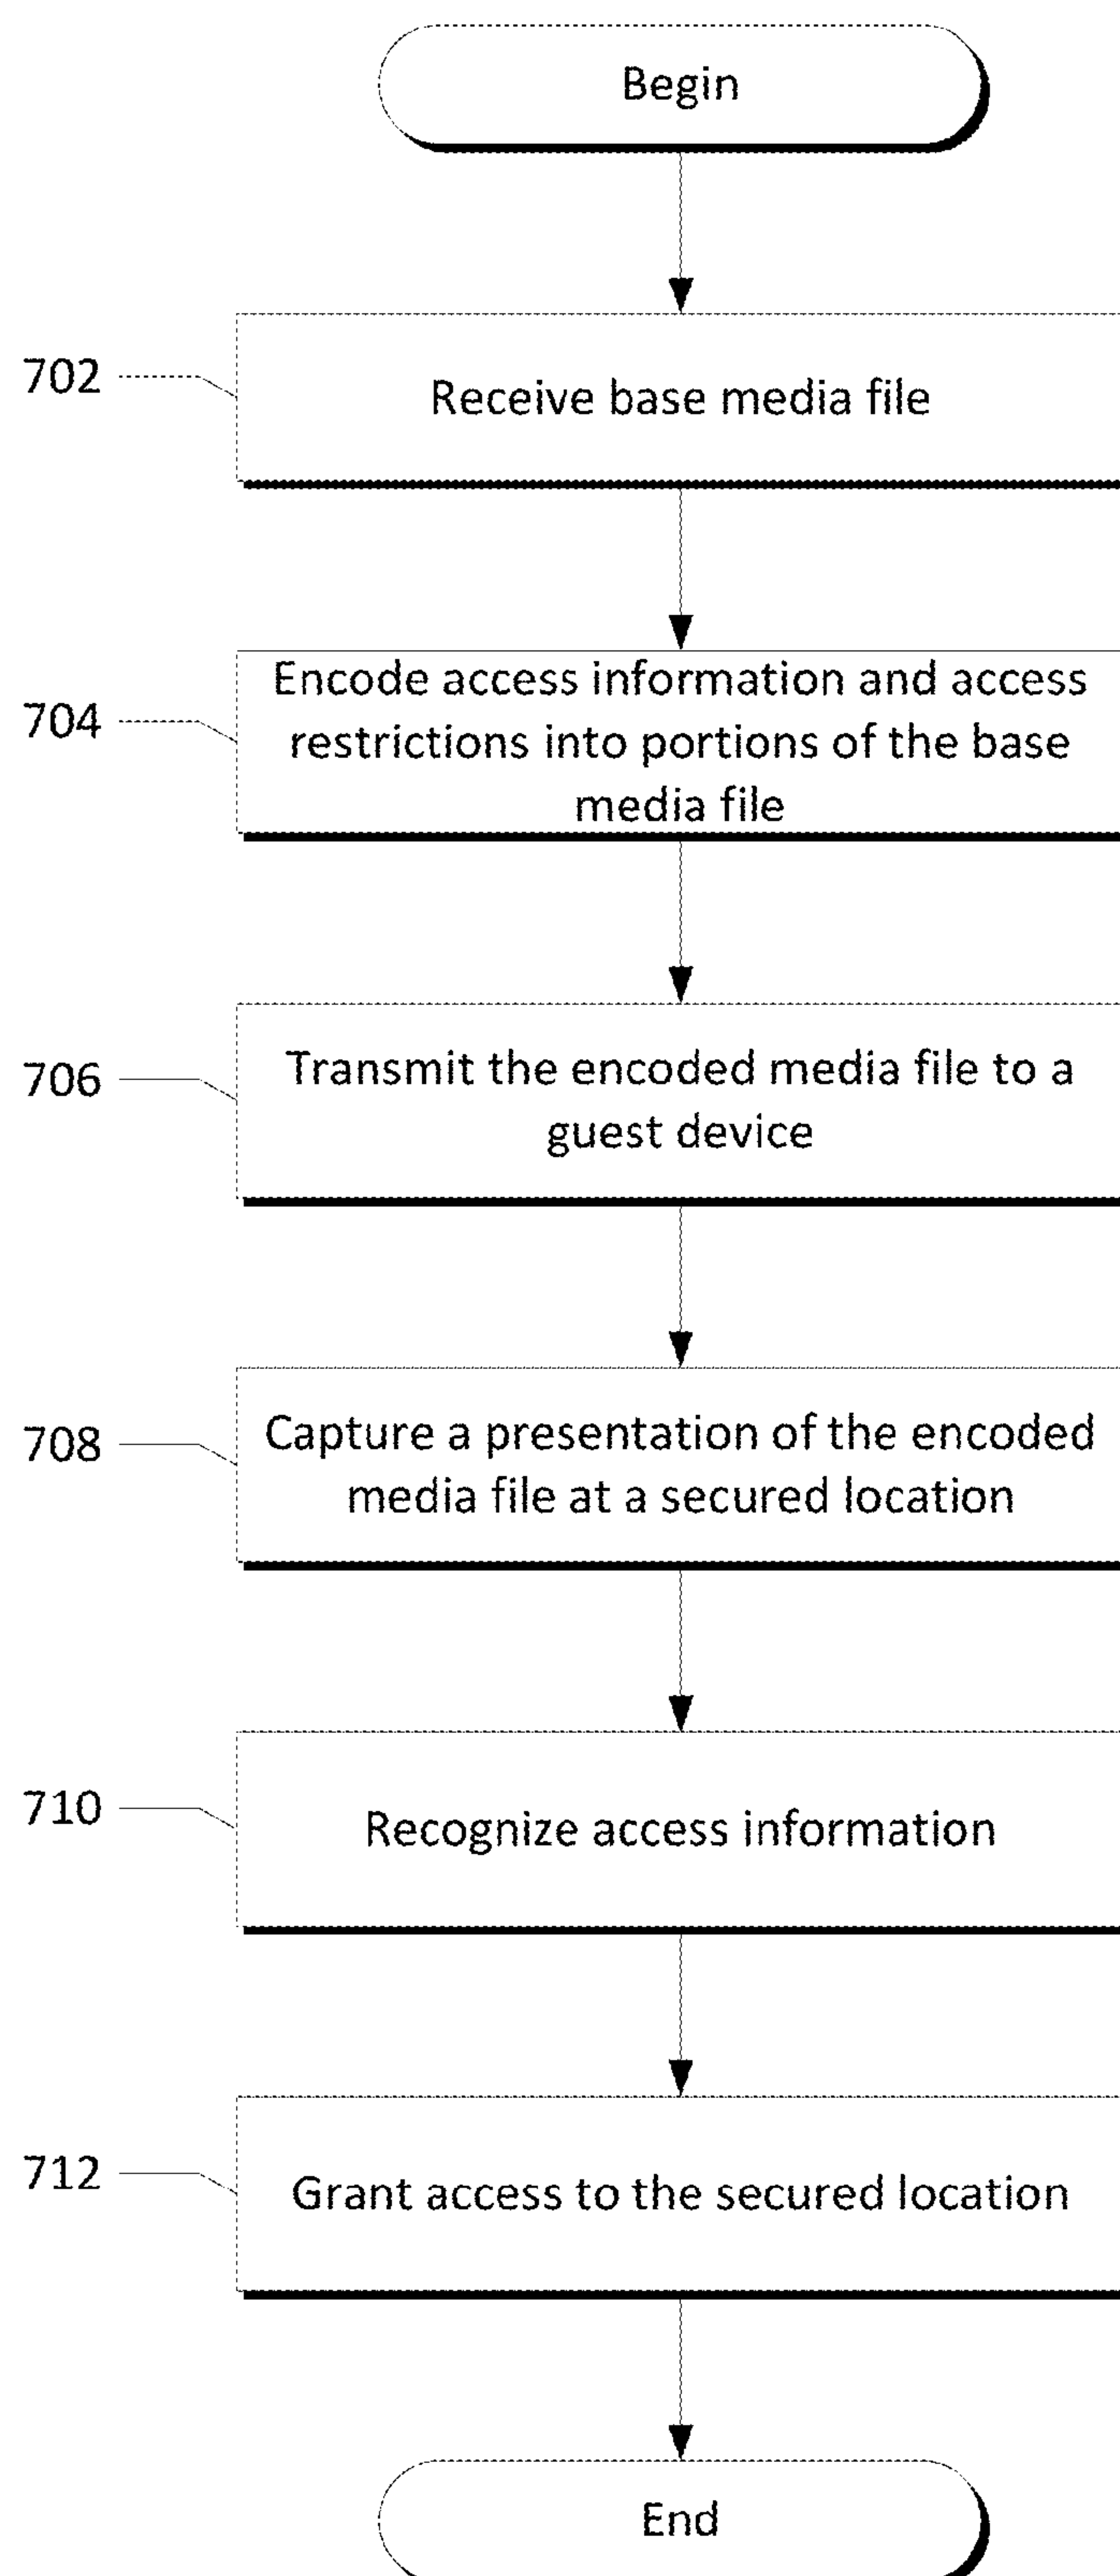 Begin
702
Receive base media file
704
Encode access information and access
restrictions into portions of the base
media file
706
Transmit the encoded media file to a
guest device
708
Capture a presentation of the encoded
media file at a secured location
710
Recognize access information
712
Grant access to the secured location
End